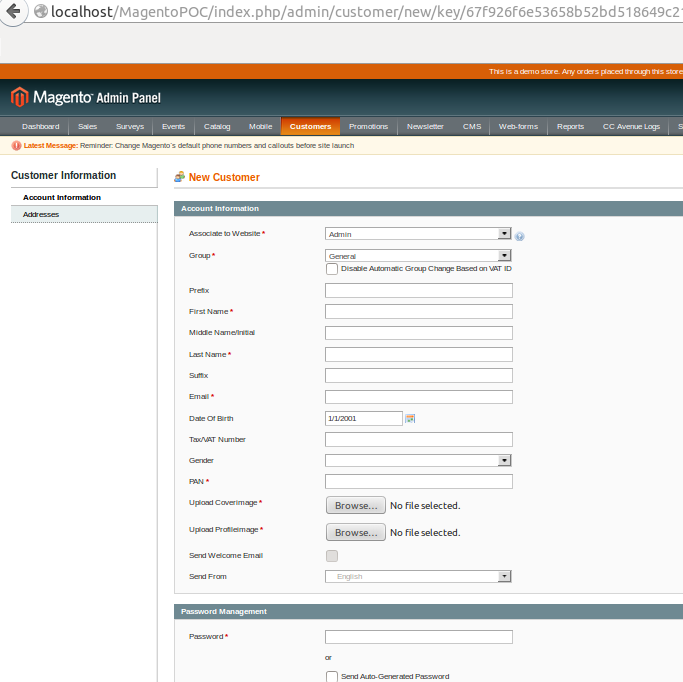 localhost/MagentoPOC/index.php/admin/customer/new/key/67f926f6e53658b52bd518649c2
This is a demo store. Any orders placed through this store
Magento Admin Panel
Dashboard Sales Surveys Events Catalog Mobile Customers Promotions Newsletter CMS Web-forms Reports CC Avenue Logs S
Latest Message: Reminder: Change Magento's default phone numbers and callouts before site launch
Customer Information
Account Information
Addresses
New Customer
Account Information
Associate to Website * Admin
Group * General
Disable Automatic Group Change Based on VAT ID
Prefix
First Name *
Middle Name/Initial
Last Name *
Suffix
Email *
Date Of Birth 1/1/2001
Tax/VAT Number
Gender
PAN *
Upload Coverimage * Browse... No file selected.
Upload Profileimage * Browse... No file selected.
Send Welcome Email
Send From English
Password Management
Password *
or
Send Auto-Generated Password